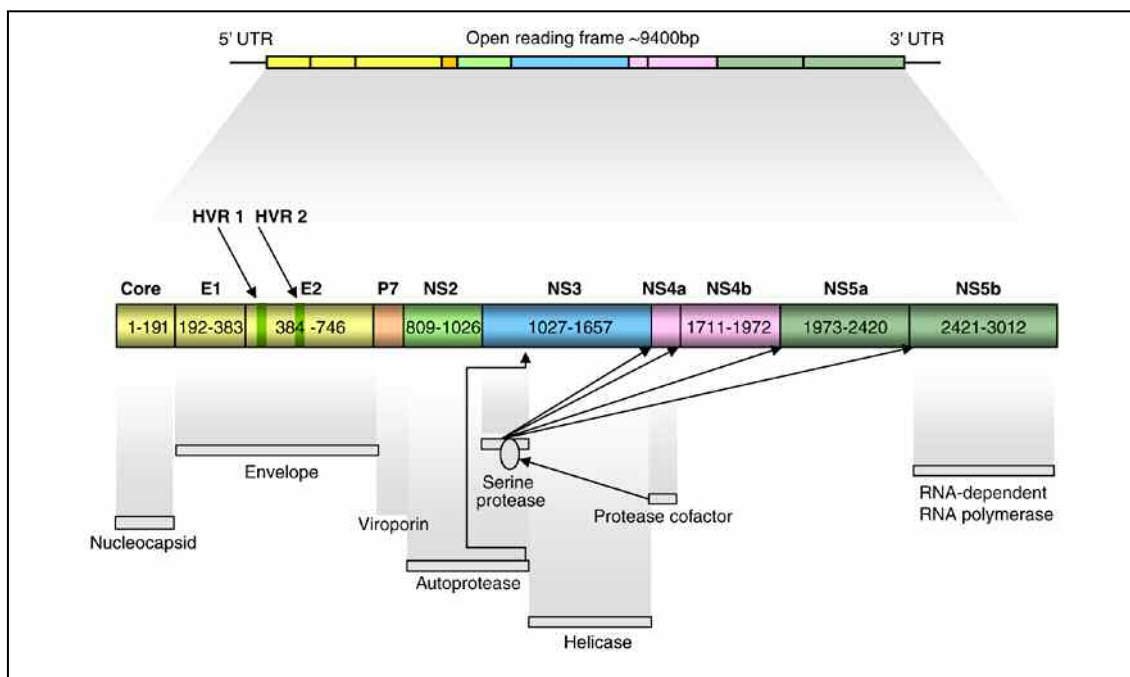 5' UTR
Open reading frame ~9400bp
3' UTR
HVR 1
HVR 2
Core
E1
E2
P7
NS2
NS3
NS4a
NS4b
NS5a
NS5b
1-191
192-383
384 -746
809-1026
1027-1657
1711-1972
1973-2420
2421-3012
Envelope
Serine
protease
Protease cofactor
RNA-dependent
RNA polymerase
Viroporin
Nucleocapsid
Autoprotease
Helicase